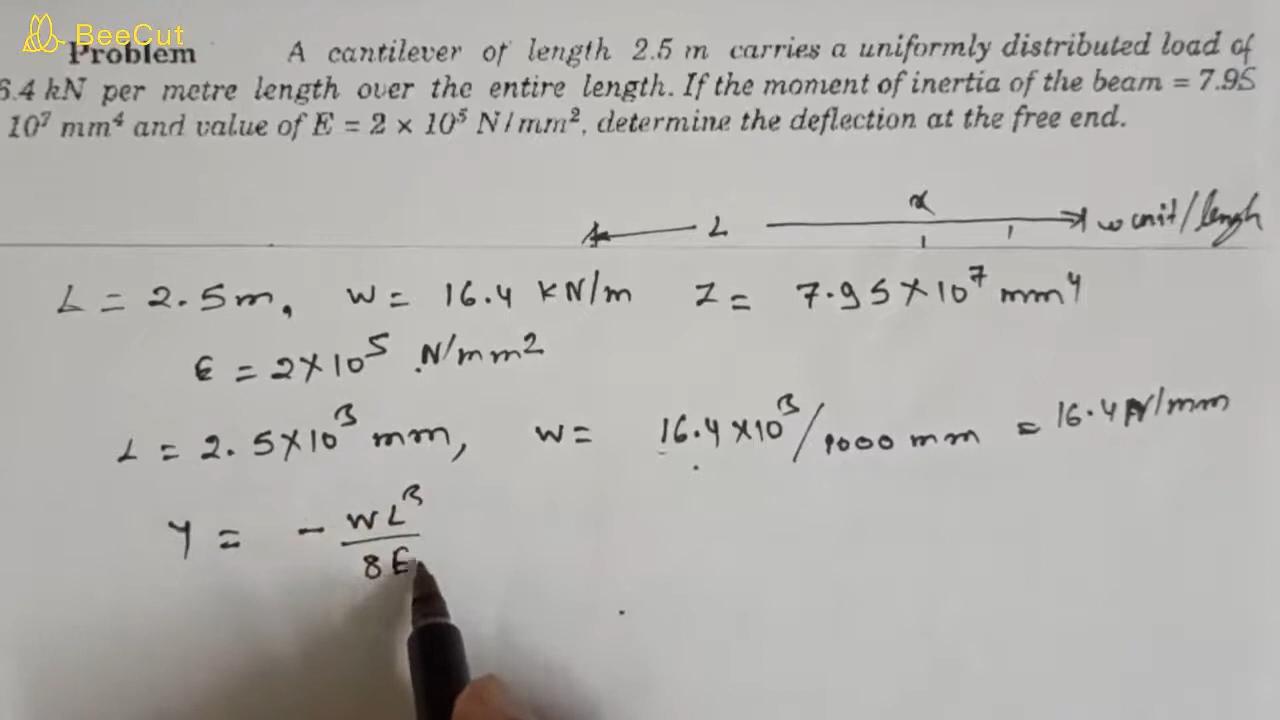 BeeCut
Problem A cantilever of length 2.5 m carries a uniformly distributed load of
6.4 kN per metre length over the entire length. If the moment of inertia of the beam = 7.95
10⁷ mm⁴ and value of E = 2 × 10⁵ N/mm², determine the deflection at the free end.
x
L w unit/lengh
L = 2.5m, W = 16.4 KN/m I = 7.95×10⁷ mm⁴
E = 2×10⁵ N/mm²
L = 2.5×10³ mm, W = 16.4×10³/1000 mm = 16.4 N/mm
Y = - WL³
8E